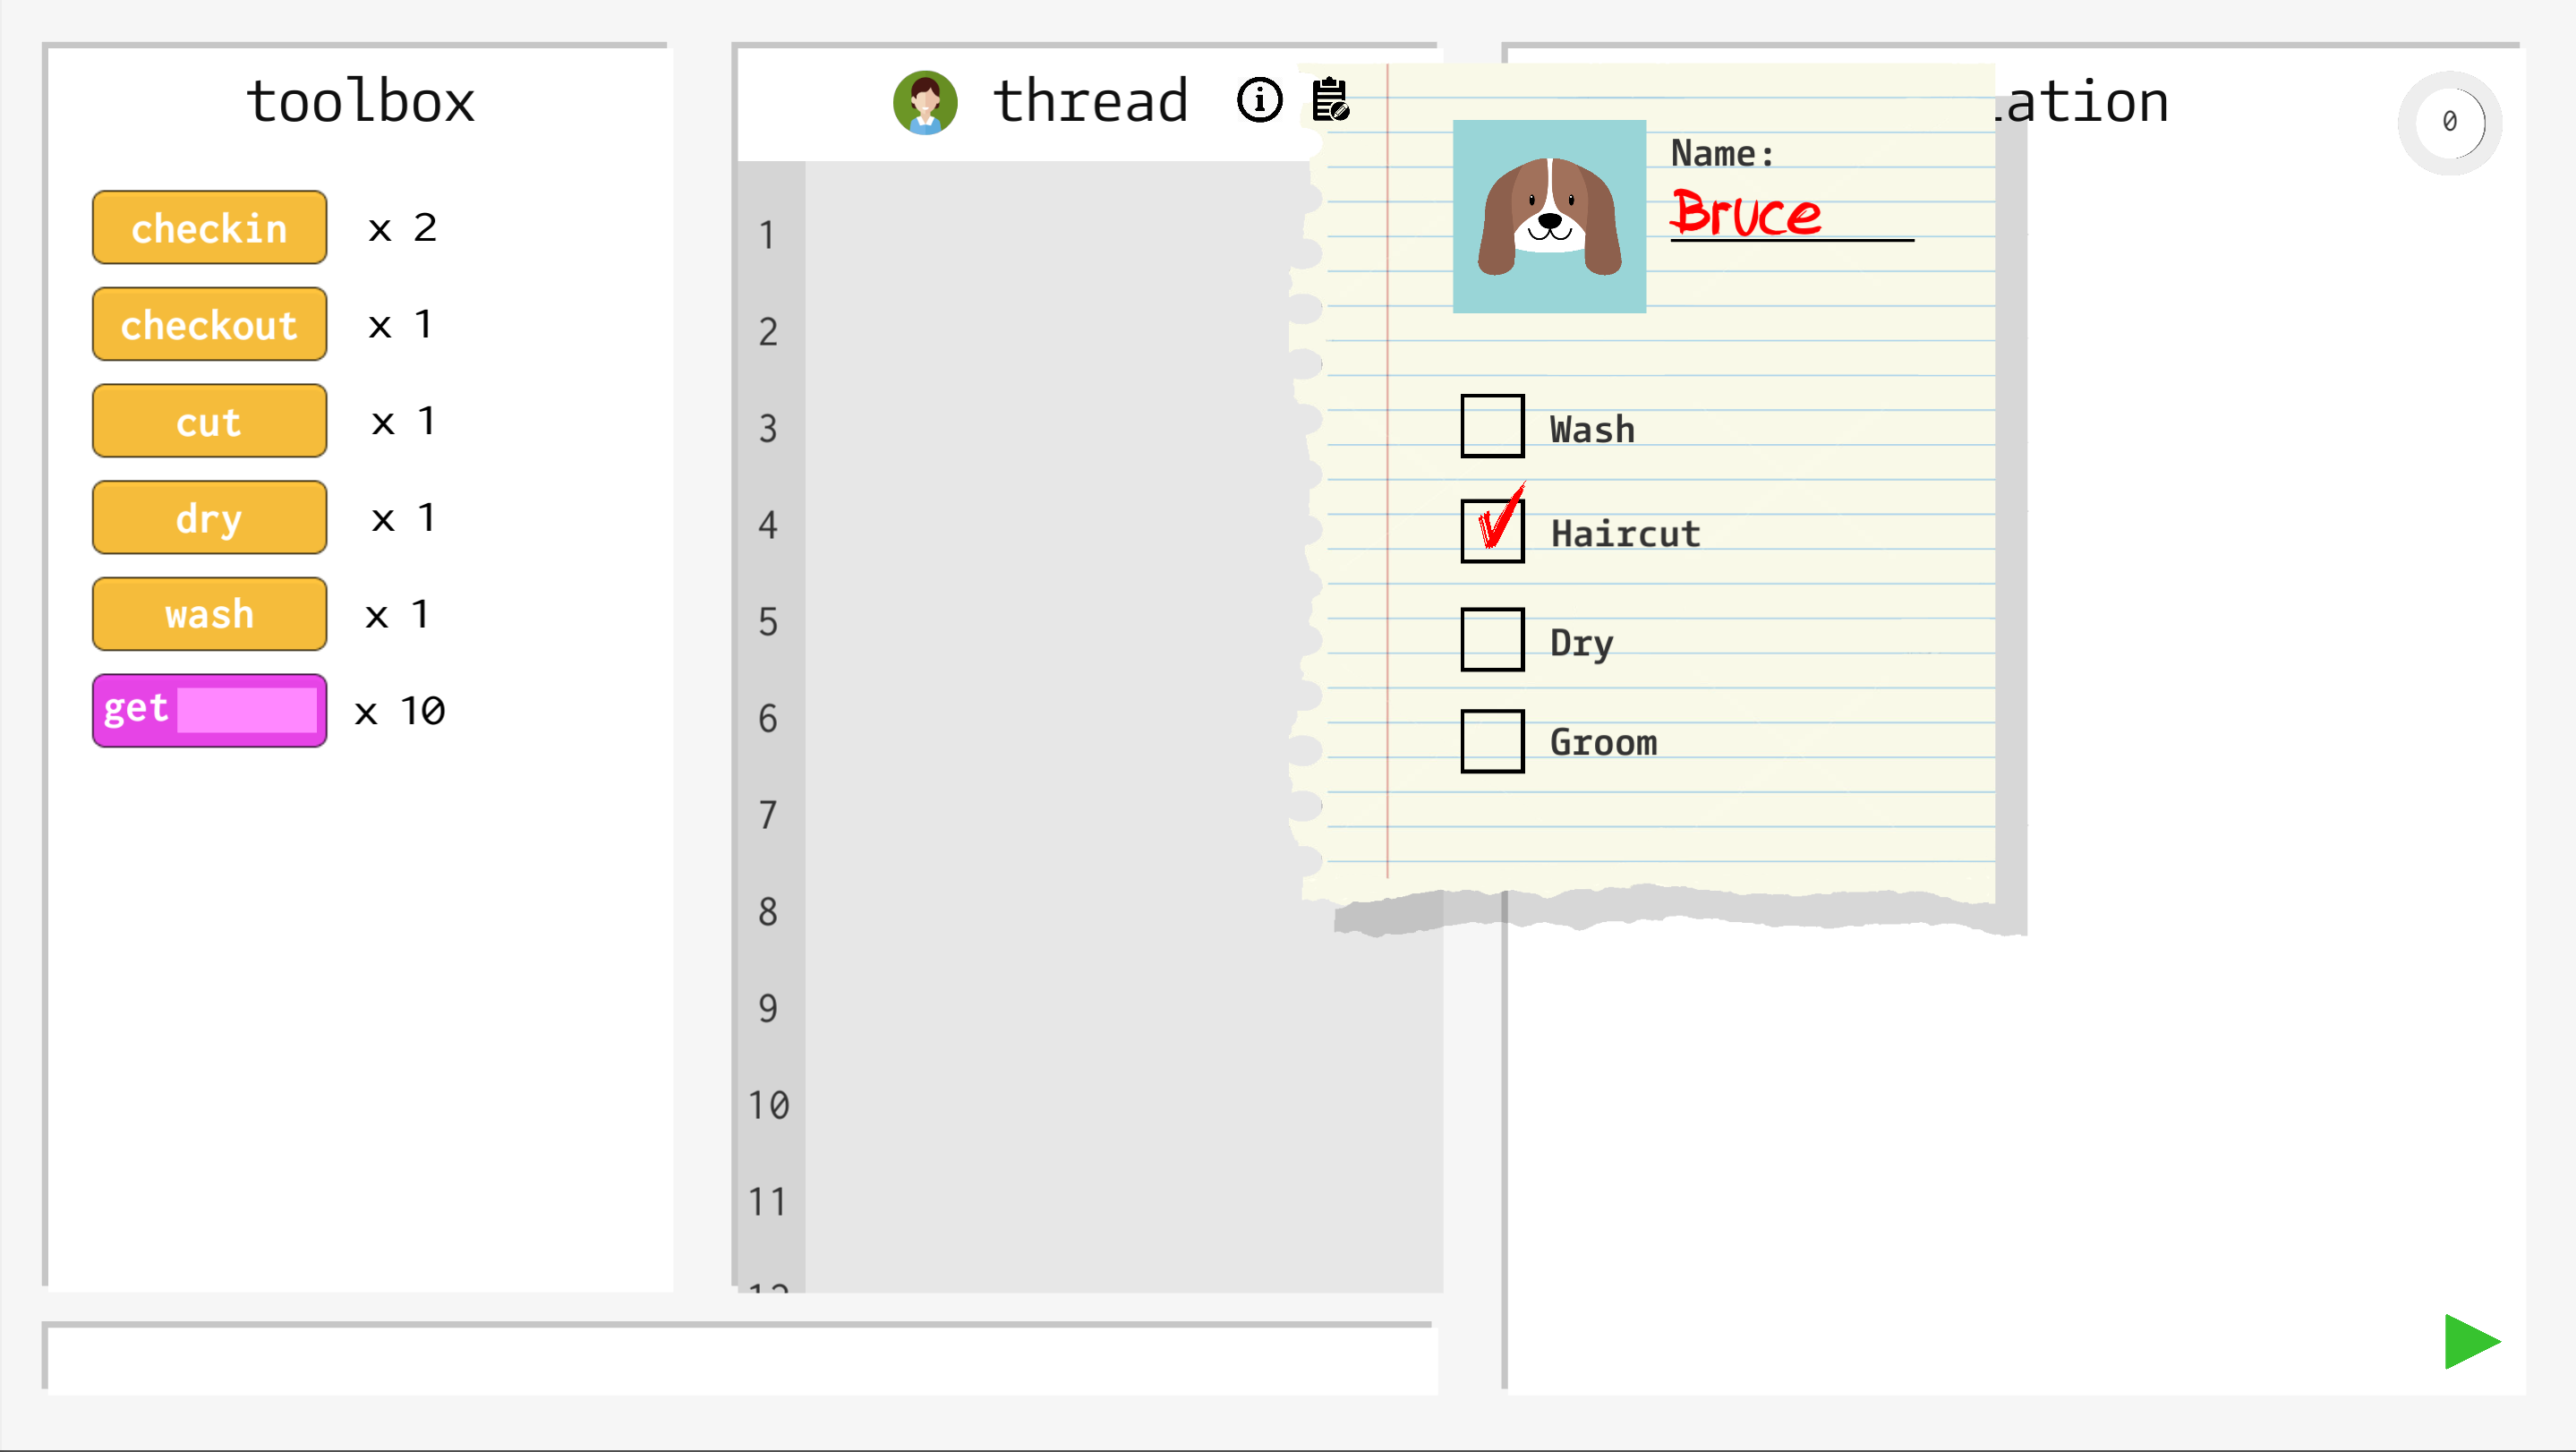 toolbox
checkin x 2
checkout x 1
cut x 1
dry x 1
wash x 1
get x 10
thread
1
2
3
4
5
6
7
8
9
10
11
12
Name:
Bruce
Wash
Haircut
Dry
Groom
ation
0